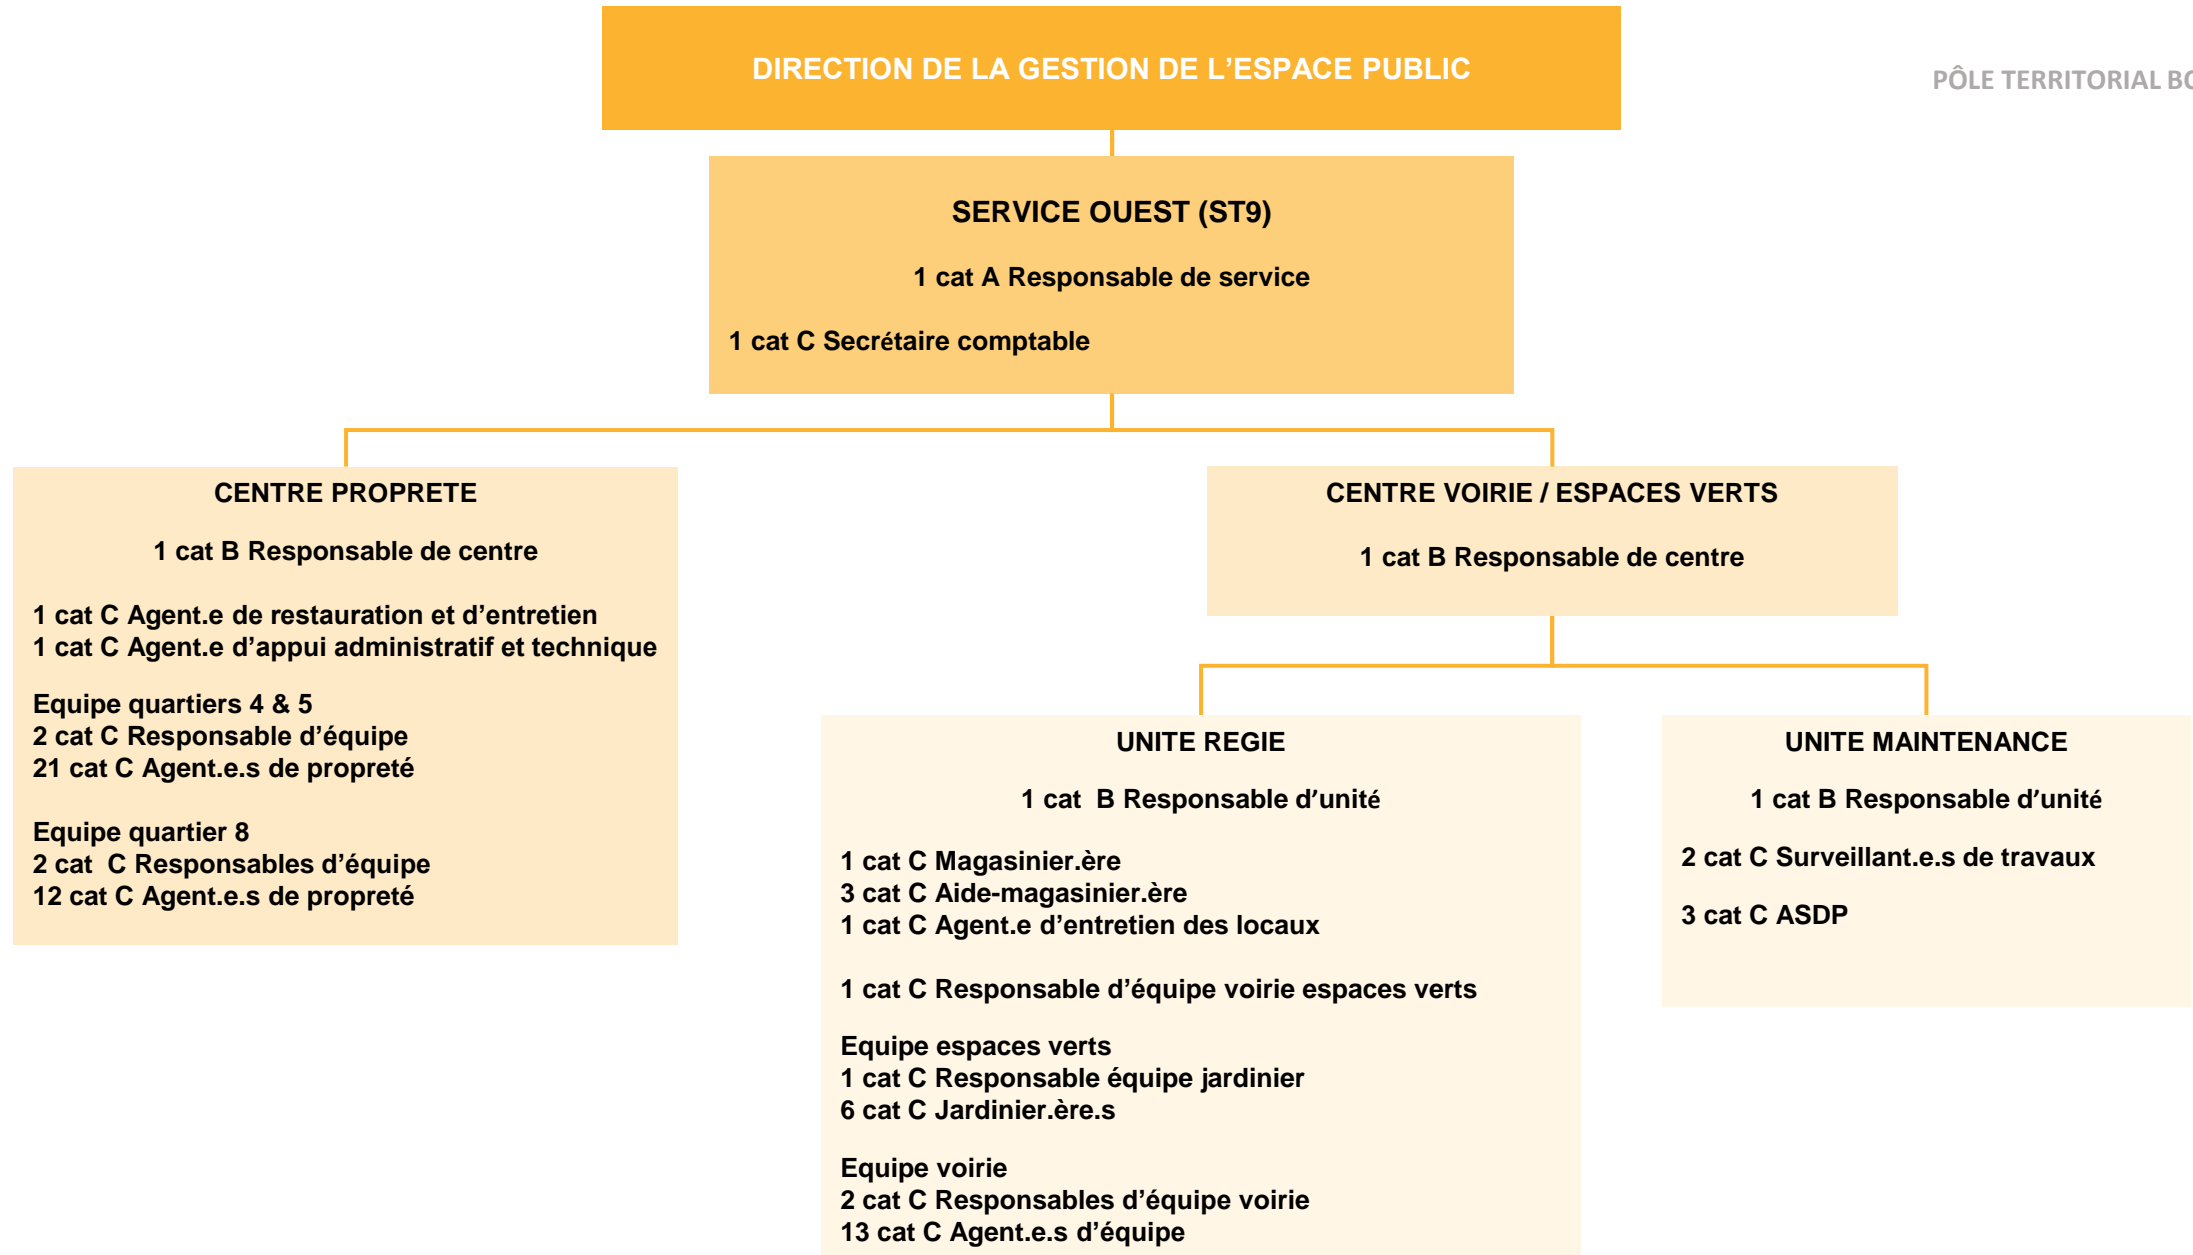 DIRECTION DE LA GESTION DE L’ESPACE PUBLIC
PÔLE TERRITORIAL
SERVICE OUEST (ST9)
1 cat A Responsable de service
1 cat C Secrétaire comptable
CENTRE PROPRETE
1 cat B Responsable de centre
1 cat C Agent.e de restauration et d’entretien
1 cat C Agent.e d’appui administratif et technique
Equipe quartiers 4 & 5
2 cat C Responsable d’équipe
21 cat C Agent.e.s de propreté
Equipe quartier 8
2 cat C Responsables d’équipe
12 cat C Agent.e.s de propreté
CENTRE VOIRIE / ESPACES VERTS
1 cat B Responsable de centre
UNITE REGIE
1 cat B Responsable d’unité
1 cat C Magasinier.ère
3 cat C Aide-magasinier.ère
1 cat C Agent.e d’entretien des locaux
1 cat C Responsable d’équipe voirie espaces verts
Equipe espaces verts
1 cat C Responsable équipe jardinier
6 cat C Jardinier.ère.s
Equipe voirie
2 cat C Responsables d’équipe voirie
13 cat C Agent.e.s d’équipe
UNITE MAINTENANCE
1 cat B Responsable d’unité
2 cat C Surveillant.e.s de travaux
3 cat C ASDP